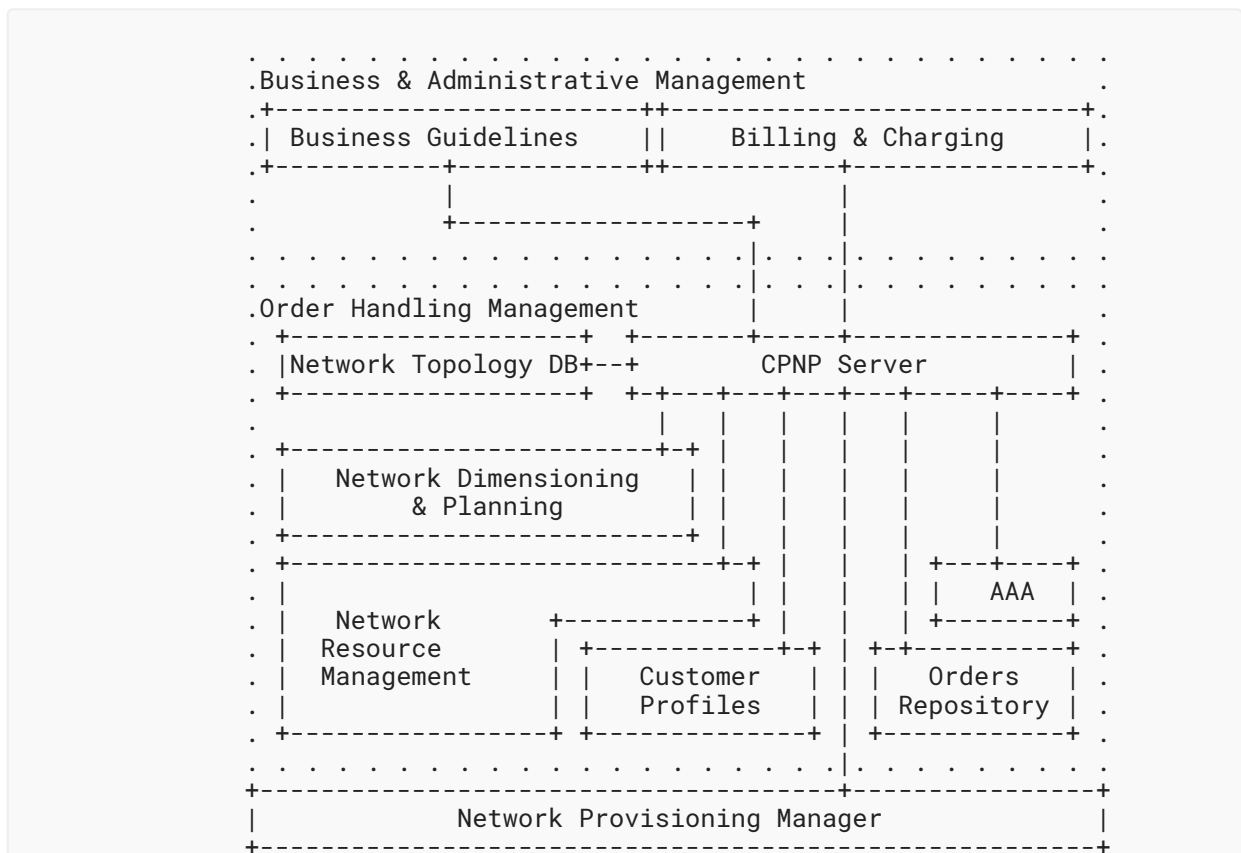 Business & Administrative Management
Business Guidelines Billing & Charging
Order Handling Management
Network Topology DB CPNP Server
Network Dimensioning
& Planning
AAA
Network
Resource
Management
Customer
Profiles
Orders
Repository
Network Provisioning Manager